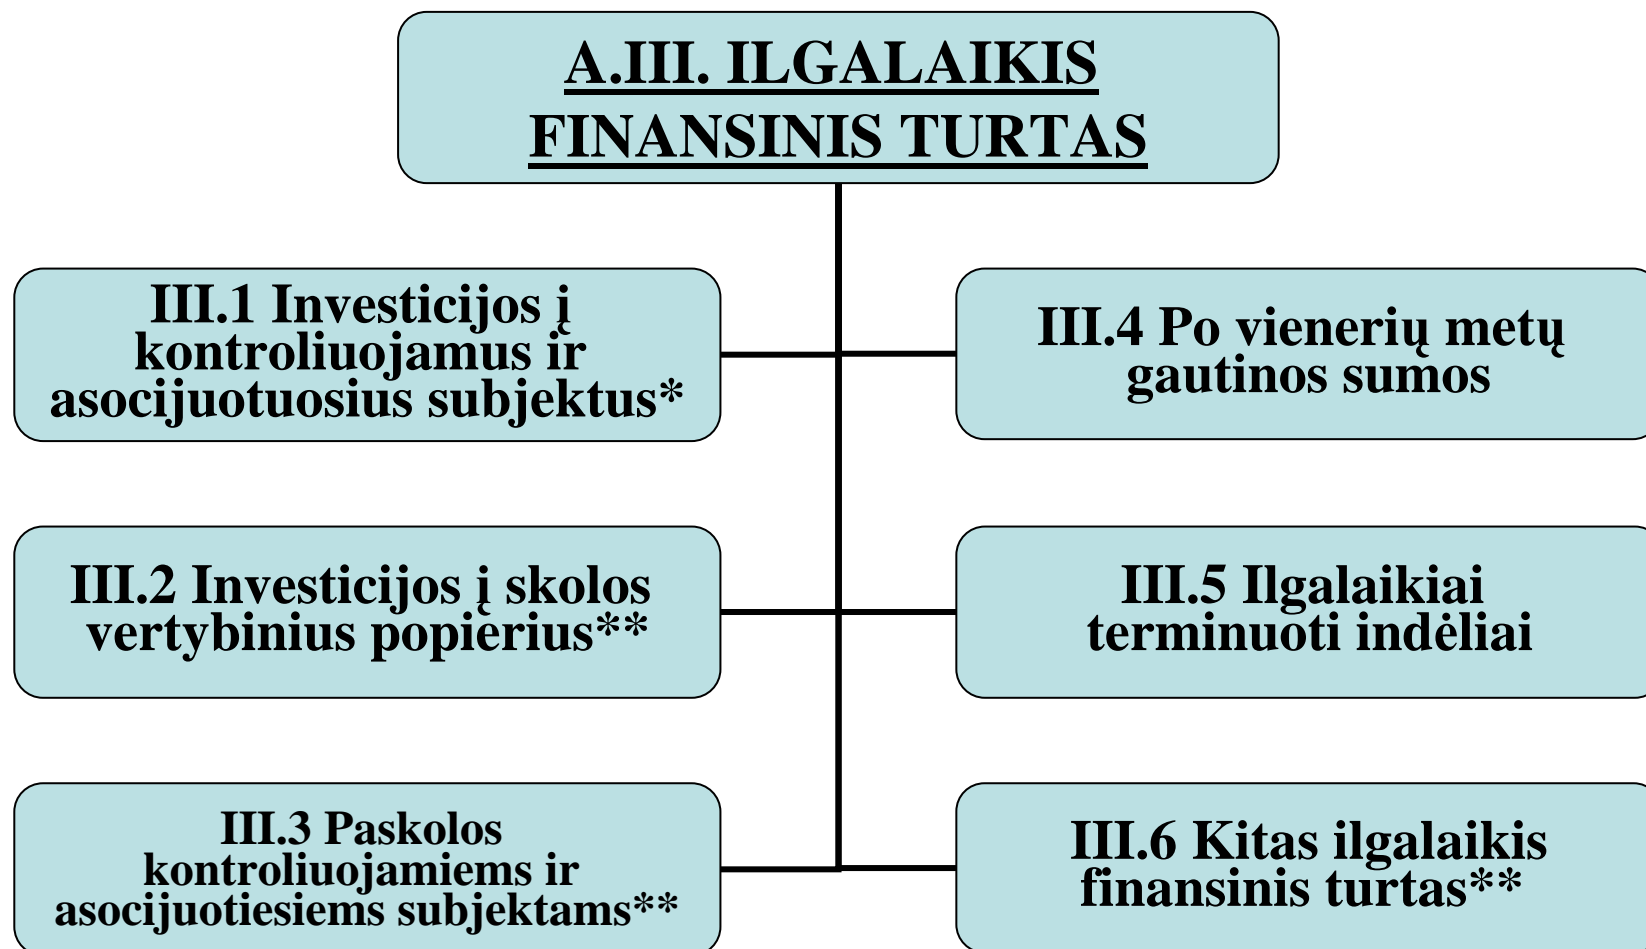 A.III. ILGALAIKIS
FINANSINIS TURTAS
III.1 Investicijos į
kontroliuojamus ir
asocijuotuosius subjektus*
III.2 Investicijos į skolos
vertybinius popierius**
III.3 Paskolos
kontroliuojamiems ir
asocijuotiesiems subjektams**
III.4 Po vienerių metų
gautinos sumos
III.5 Ilgalaikiai
terminuoti indėliai
III.6 Kitas ilgalaikis
finansinis turtas**